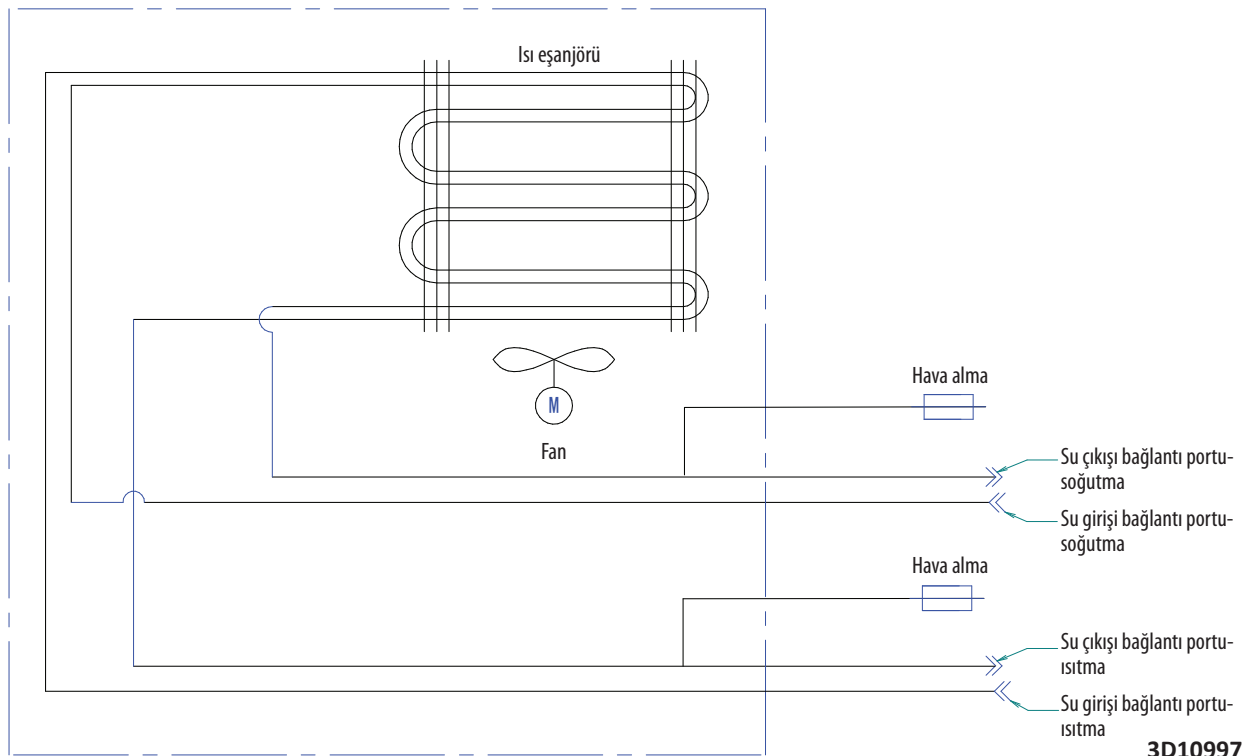 Isı eşanjörü
M
Fan
Hava alma
Su çıkışı bağlantı portu-
soğutma
Su girişi bağlantı portu-
soğutma
Hava alma
Su çıkışı bağlantı portu-
ısıtma
Su girişi bağlantı portu-
ısıtma
3D10997